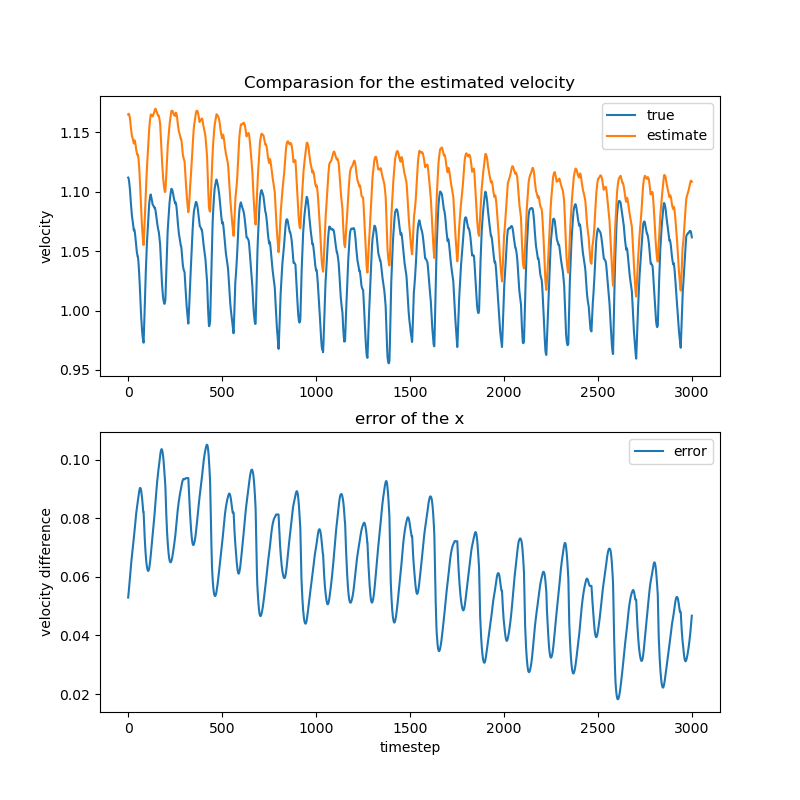 Comparasion for the estimated velocity
true
estimate
velocity
1.15
1.10
1.05
1.00
0.95
0 500 1000 1500 2000 2500 3000
error of the x
error
velocity difference
0.10
0.08
0.06
0.04
0.02
0 500 1000 1500 2000 2500 3000
timestep